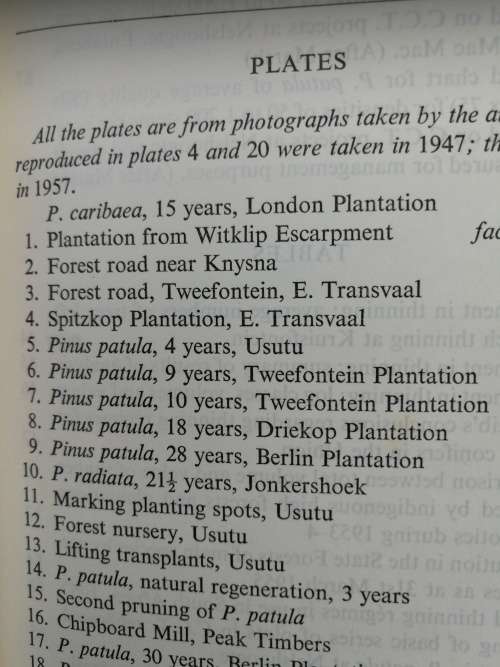 PLATES
All the plates are from photographs taken by the
reproduced in plates 4 and 20 were taken in 1947;
in 1957.
P. caribaea, 15 years, London Plantation
1. Plantation from Witklip Escarpment
2. Forest road near Knysna
3. Forest road, Tweefontein, E. Transvaal
4. Spitzkop Plantation, E. Transvaal
5. Pinus patula, 4 years, Usutu
6. Pinus patula, 9 years, Tweefontein Plantation
7. Pinus patula, 10 years, Tweefontein Plantation
8. Pinus patula, 18 years, Driekop Plantation
9. Pinus patula, 28 years, Berlin Plantation
10. P. radiata, 21½ years, Jonkershoek
11. Marking planting spots, Usutu
12. Forest nursery, Usutu
13. Lifting transplants, Usutu
14. P. patula, natural regeneration, 3 years
15. Second pruning of P. patula
16. Chipboard Mill, Peak Timbers
17. P. patula, 30 years, Berlin
18.